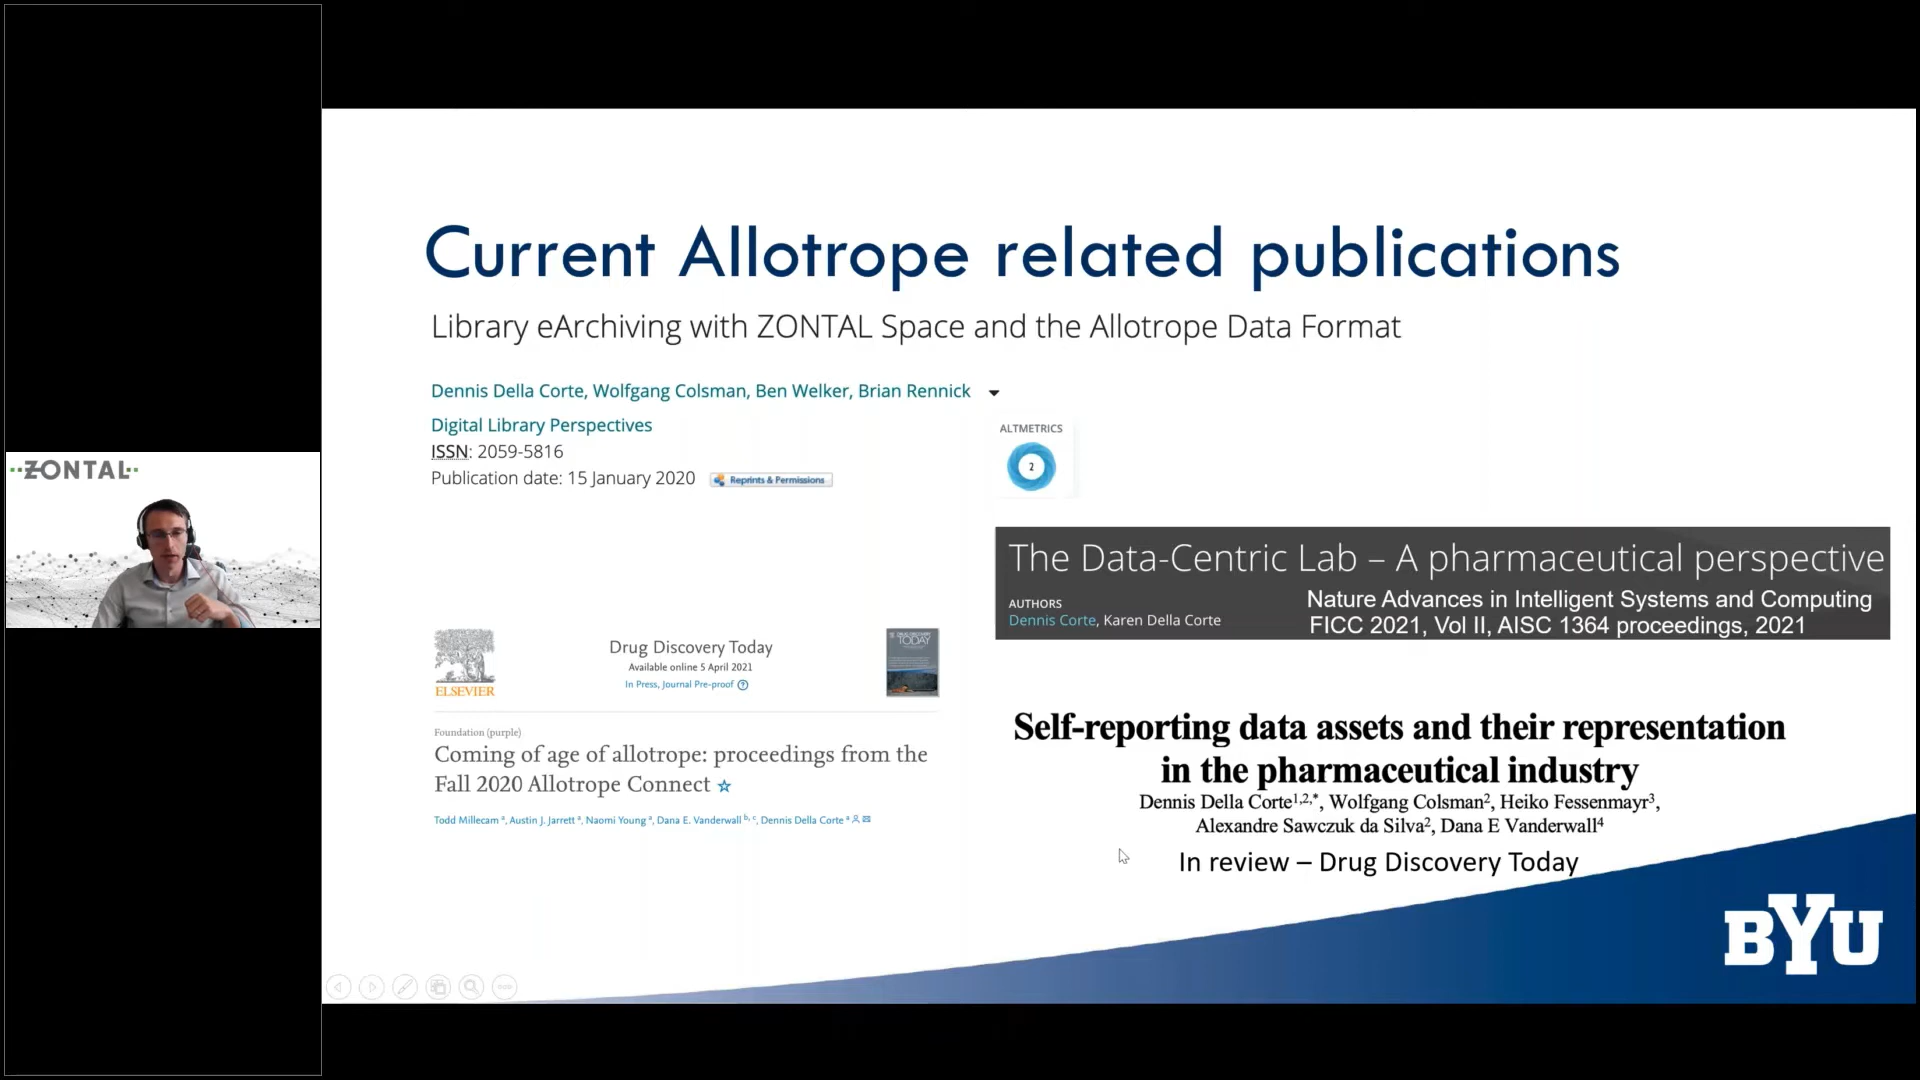 ZONTAL
Current Allotrope related publications
Library eArchiving with ZONTAL Space and the Allotrope Data Format
Dennis Della Corte, Wolfgang Colsman, Ben Welker, Brian Rennick
Digital Library Perspectives
ISSN: 2059-5816
Publication date: 15 January 2020 Reprints & Permissions
ALTMETRICS
2
The Data-Centric Lab – A pharmaceutical perspective
AUTHORS
Dennis Corte, Karen Della Corte
Nature Advances in Intelligent Systems and Computing
FICC 2021, Vol II, AISC 1364 proceedings, 2021
ELSEVIER
Drug Discovery Today
Available online 5 April 2021
In Press, Journal Pre-proof ?
TODAY
Foundation (purple)
Coming of age of allotrope: proceedings from the
Fall 2020 Allotrope Connect ☆
Todd Millecam ᵃ, Austin J. Jarrett ᵃ, Naomi Young ᵃ, Dana E. Vanderwall ᵇ, ᶜ, Dennis Della Corte ᵃ
Self-reporting data assets and their representation
in the pharmaceutical industry
Dennis Della Corte¹,²,*, Wolfgang Colsman², Heiko Fessenmayr³,
Alexandre Sawczuk da Silva², Dana E Vanderwall⁴
In review – Drug Discovery Today
BYU